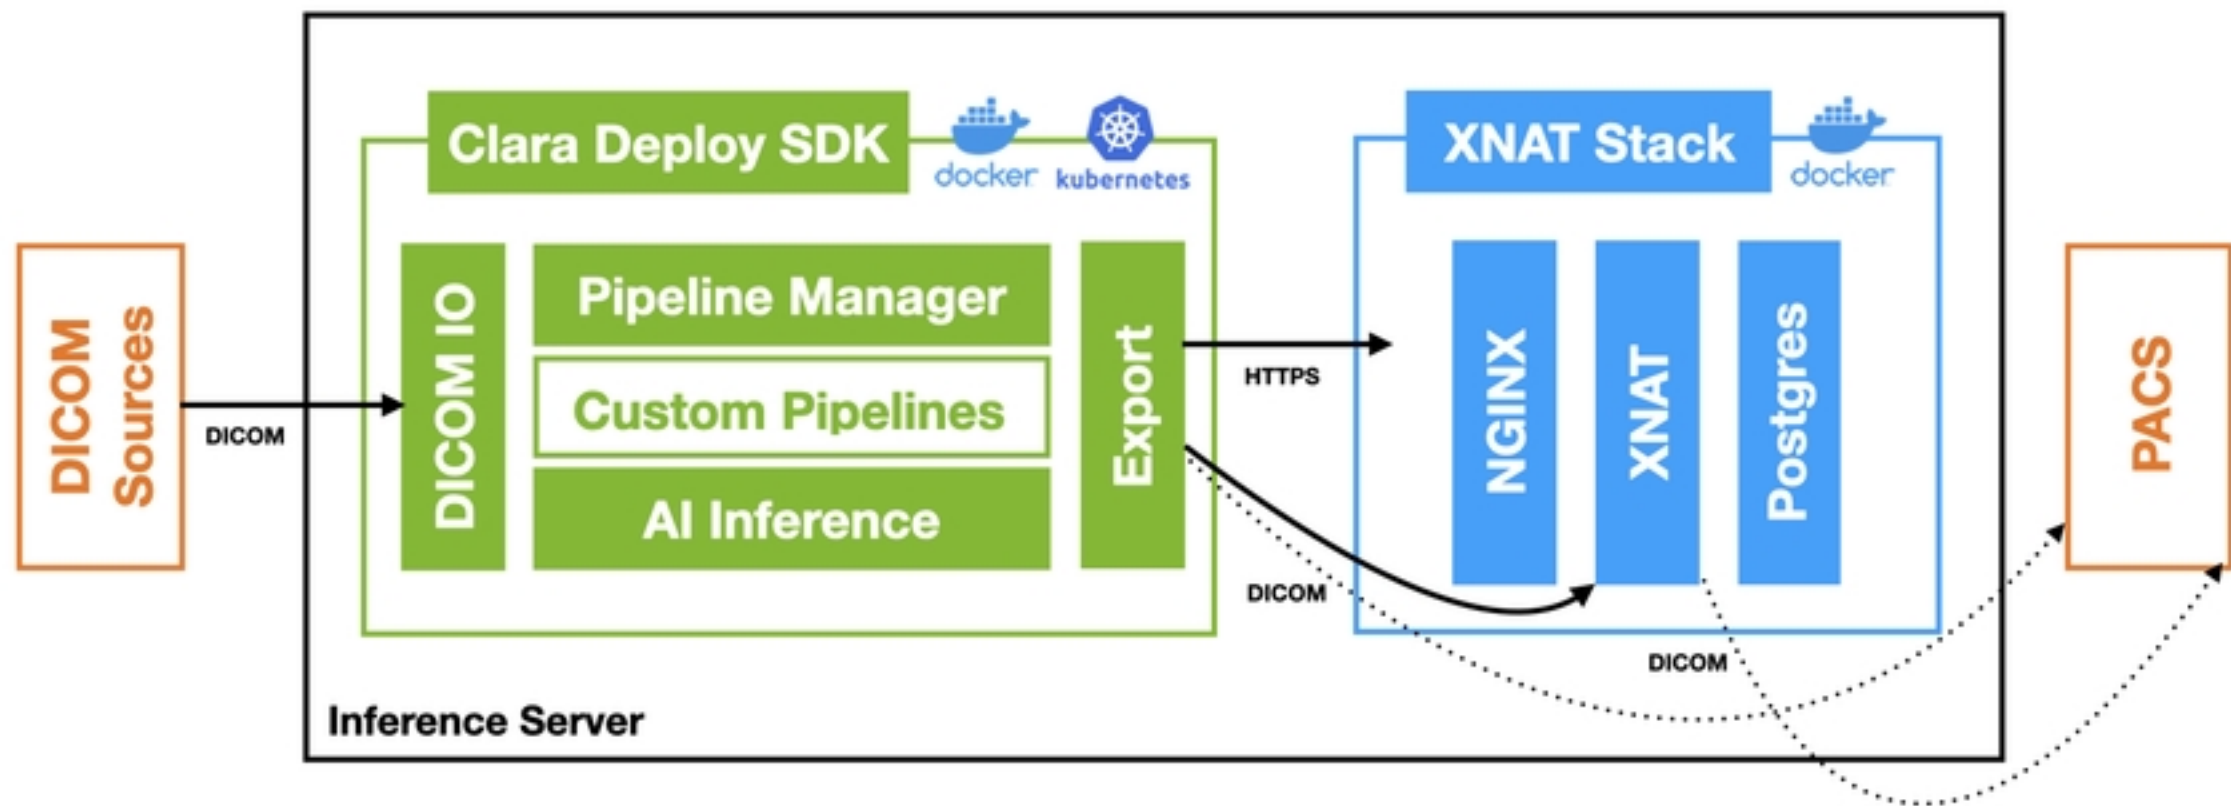 Clara Deploy SDK
docker
kubernetes
XNAT Stack
docker
DICOM
Sources
DICOM
DICOM IO
Pipeline Manager
Custom Pipelines
AI Inference
Export
HTTPS
DICOM
NGINX
XNAT
Postgres
DICOM
PACS
Inference Server